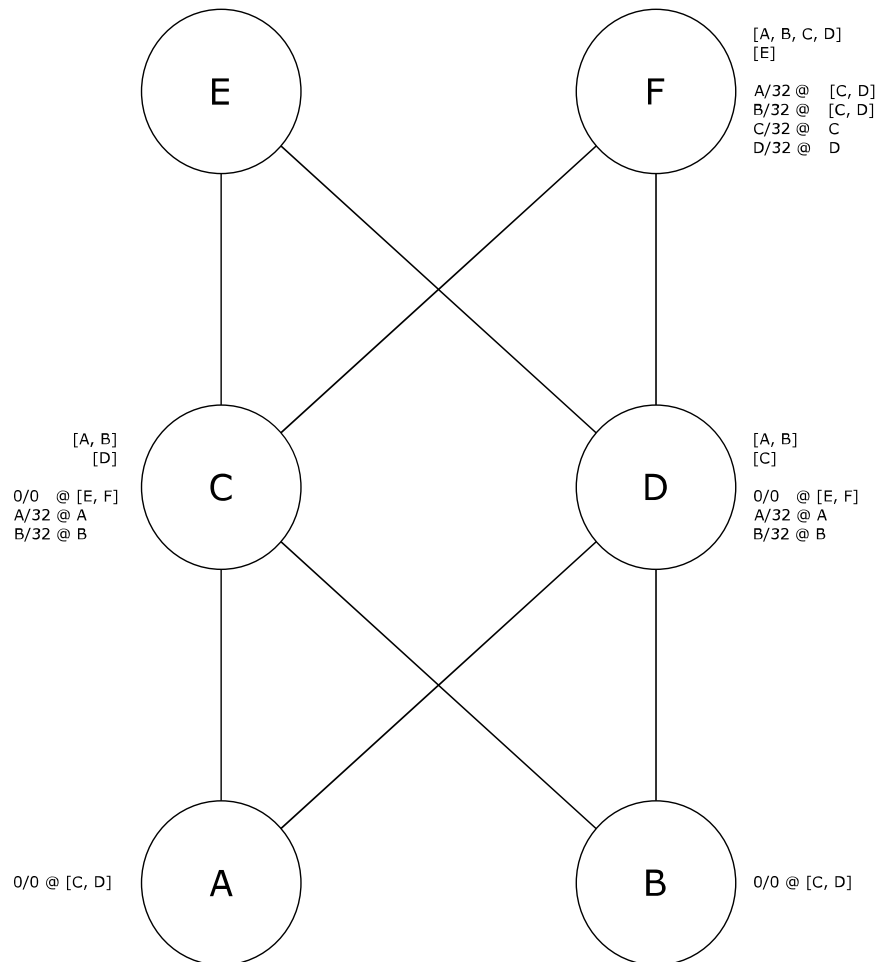 E
F
[A, B, C, D]
[E]
A/32 @ [C, D]
B/32 @ [C, D]
C/32 @ C
D/32 @ D
[A, B]
[D]
0/0 @ [E, F]
A/32 @ A
B/32 @ B
C
D
[A, B]
[C]
0/0 @ [E, F]
A/32 @ A
B/32 @ B
0/0 @ [C, D]
A
B
0/0 @ [C, D]